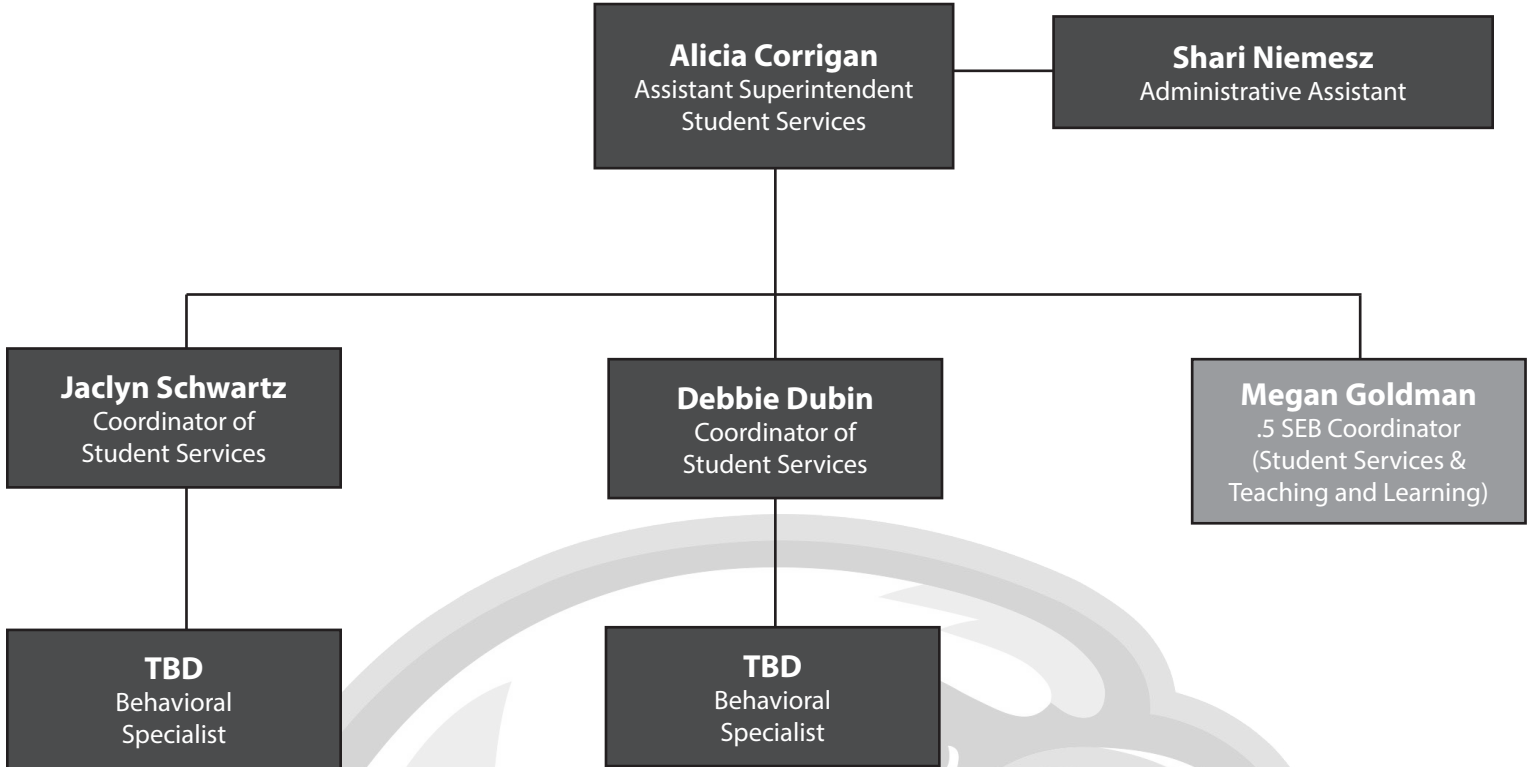 Alicia Corrigan
Assistant Superintendent
Student Services
Shari Niemesz
Administrative Assistant
Jaclyn Schwartz
Coordinator of
Student Services
Debbie Dubin
Coordinator of
Student Services
Megan Goldman
.5 SEB Coordinator
(Student Services &
Teaching and Learning)
TBD
Behavioral
Specialist
TBD
Behavioral
Specialist